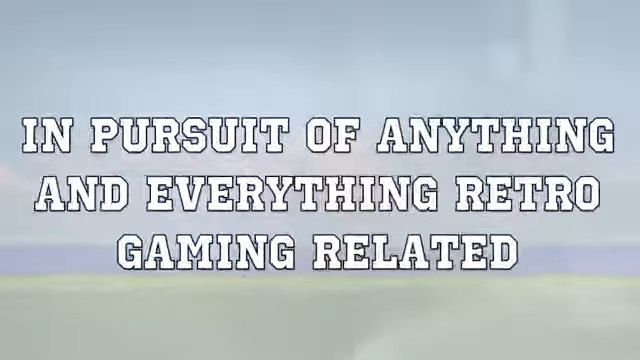 IN PURSUIT OF ANYTHING
AND EVERYTHING RETRO
GAMING RELATED